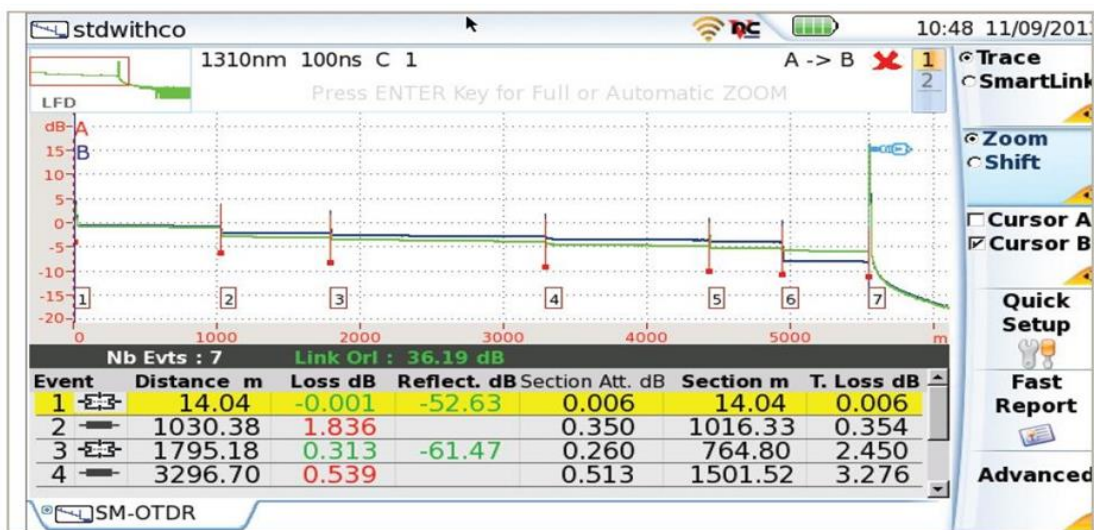 stdwithco
10:48 11/09/201
1310nm 100ns C 1
A -> B
1
2
LFD
Press ENTER Key for Full or Automatic ZOOM
Trace
SmartLink
dB A
15 B
10
5
0
-5
-10
-15
-20
1 2 3 4 5 6 7
0 1000 2000 3000 4000 5000 m
Zoom
Shift
Cursor A
Cursor B
Quick
Setup
Fast
Report
Advanced
Nb Evts : 7 Link Orl : 36.19 dB
Event Distance m Loss dB Reflect. dB Section Att. dB Section m T. Loss dB
1 14.04 -0.001 -52.63 0.006 14.04 0.006
2 1030.38 1.836 0.350 1016.33 0.354
3 1795.18 0.313 -61.47 0.260 764.80 2.450
4 3296.70 0.539 0.513 1501.52 3.276
SM-OTDR